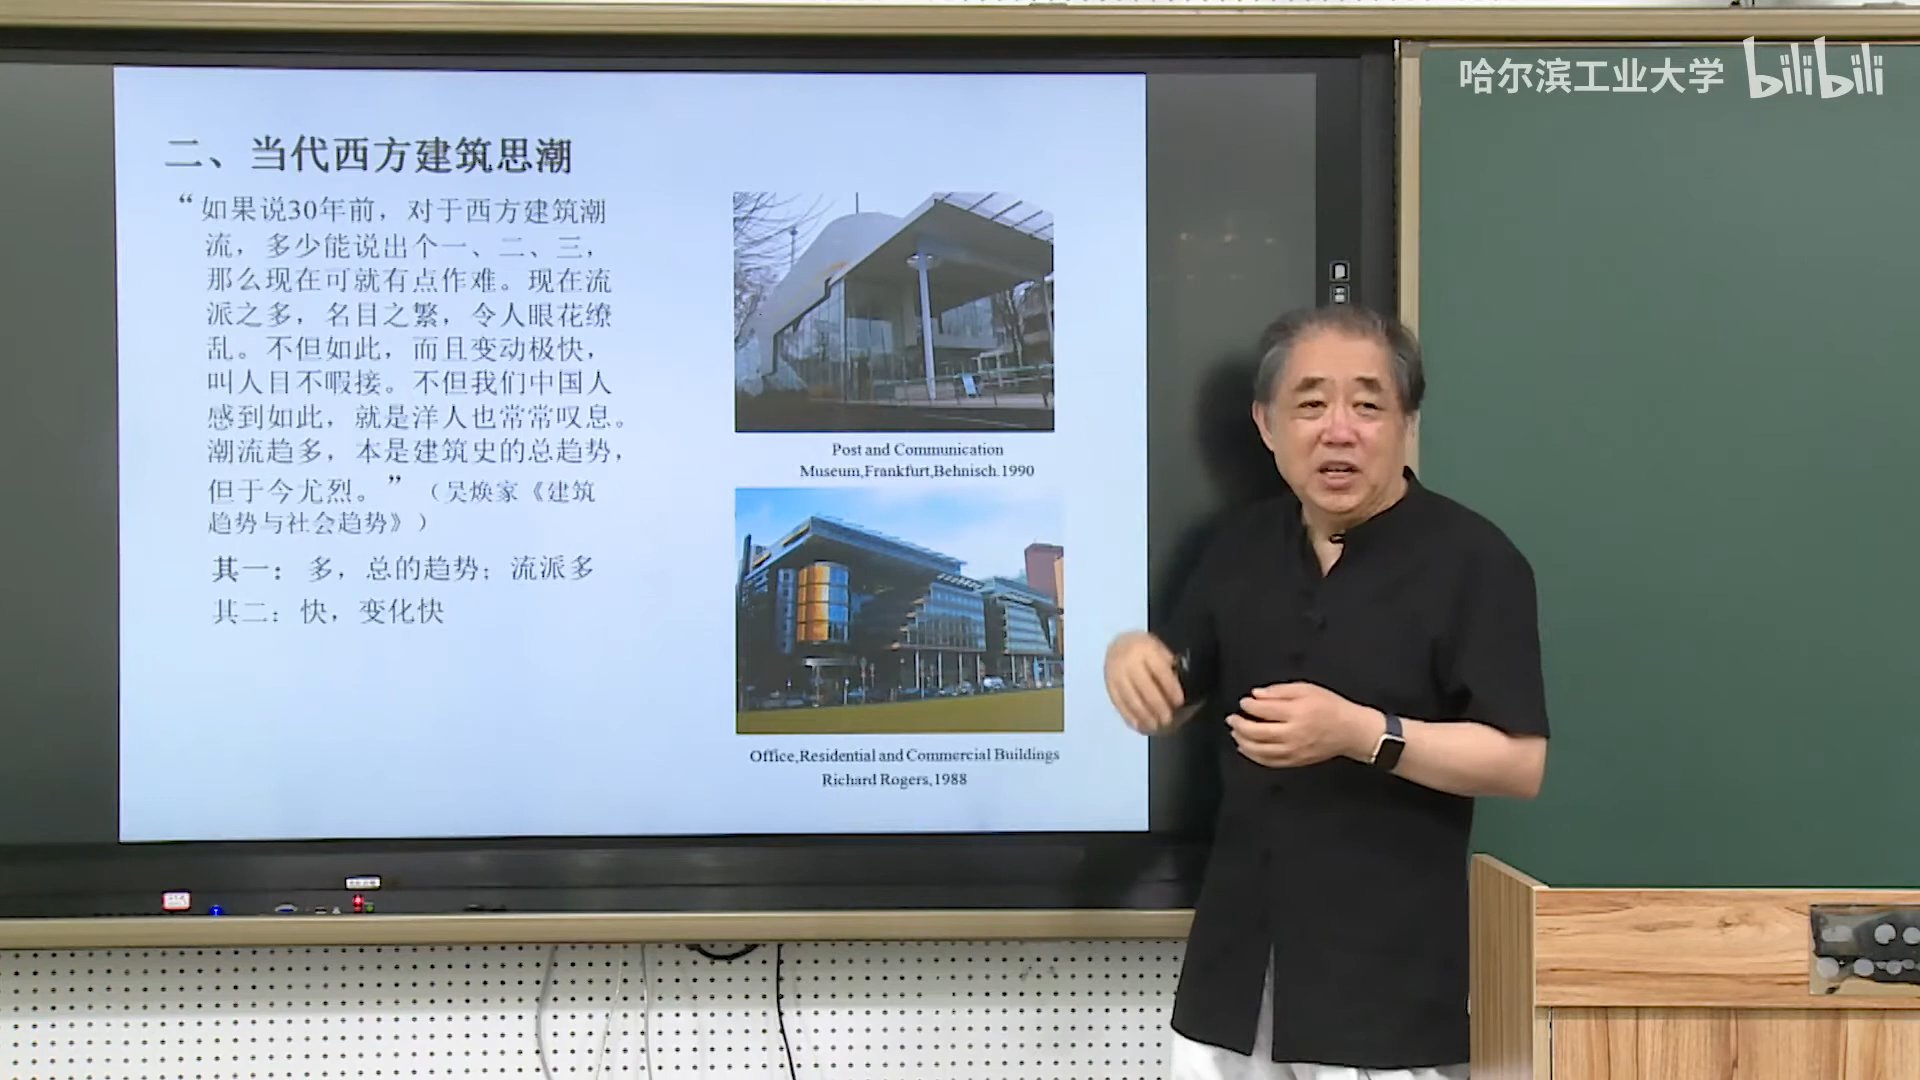 哈尔滨工业大学 bilibili
二、当代西方建筑思潮
“如果说30年前，对于西方建筑潮
流，多少能说出个一、二、三，
那么现在可就有点作难。现在流
派之多，名目之繁，令人眼花缭
乱。不但如此，而且变动极快，
叫人目不暇接。不但我们中国人
感到如此，就是洋人也常常叹息。
潮流趋多，本是建筑史的总趋势，
但于今尤烈。”（吴焕家《建筑
趋势与社会趋势》）
其一：多，总的趋势；流派多
其二：快，变化快
Post and Communication
Museum,Frankfurt,Behnisch.1990
Office,Residential and Commercial Buildings
Richard Rogers,1988